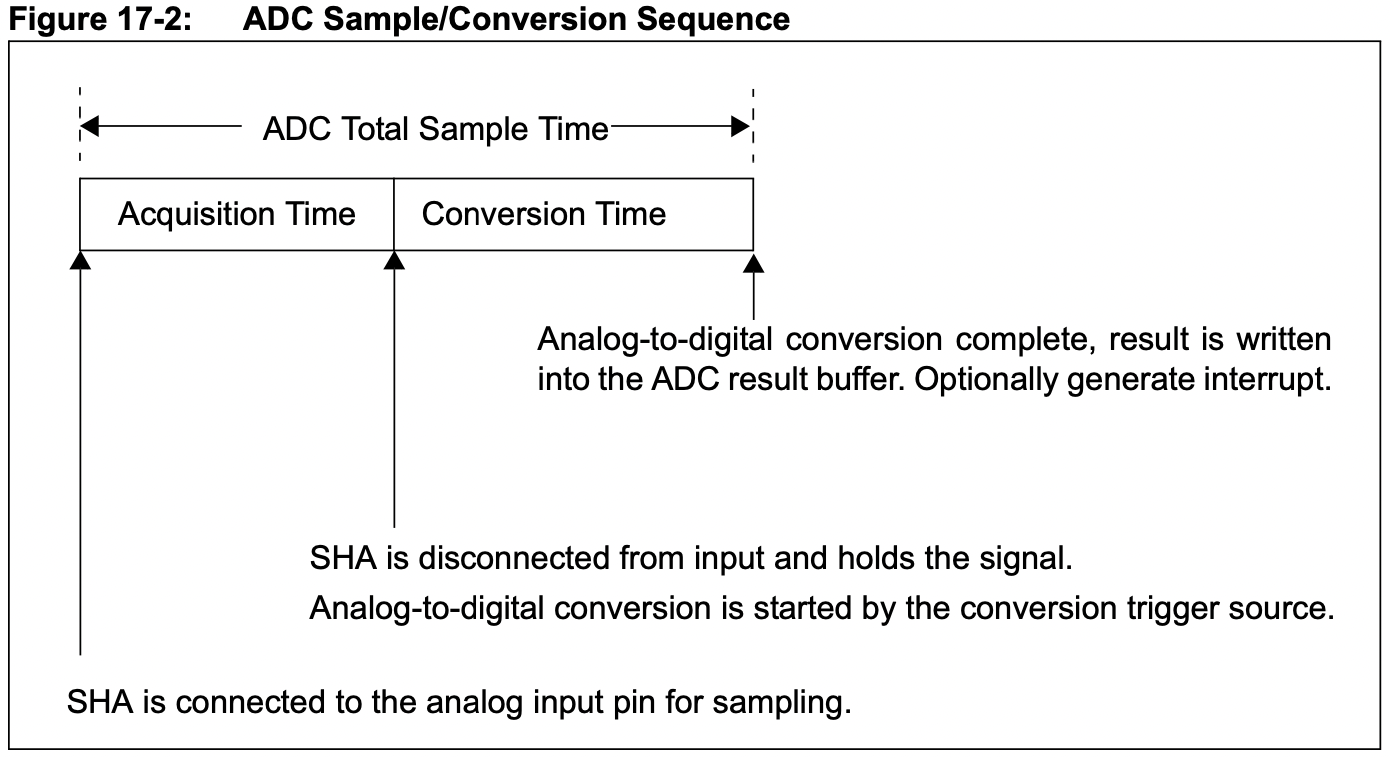 Figure 17-2: ADC Sample/Conversion Sequence
ADC Total Sample Time
Acquisition Time Conversion Time
Analog-to-digital conversion complete, result is written
into the ADC result buffer. Optionally generate interrupt.
SHA is disconnected from input and holds the signal.
Analog-to-digital conversion is started by the conversion trigger source.
SHA is connected to the analog input pin for sampling.